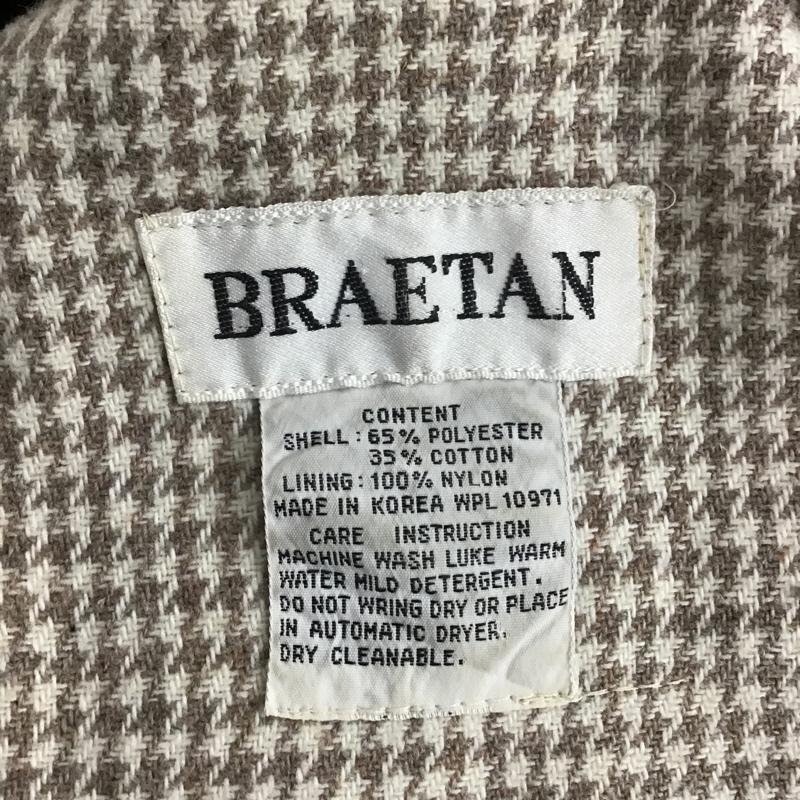 BRAETAN
CONTENT
SHELL : 65% POLYESTER
35% COTTON
LINING : 100% NYLON
MADE IN KOREA WPL 10971
CARE INSTRUCTION
MACHINE WASH LUKE WARM
WATER MILD DETERGENT.
DO NOT WRING DRY OR PLACE
IN AUTOMATIC DRYER.
DRY CLEANABLE.